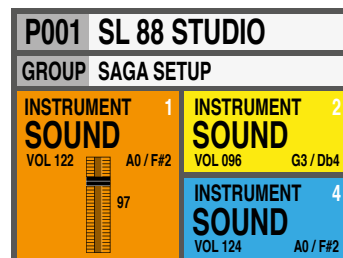 P001 SL 88 STUDIO
GROUP SAGA SETUP
INSTRUMENT 1
SOUND
VOL 122 A0 / F#2
97
INSTRUMENT 2
SOUND
VOL 096 G3 / Db4
INSTRUMENT 4
SOUND
VOL 124 A0 / F#2